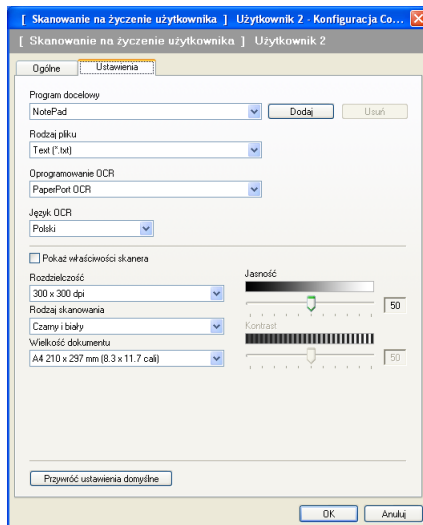 [ Skanowanie na życzenie użytkownika ] Użytkownik 2 - Konfiguracja Co...
[ Skanowanie na życzenie użytkownika ] Użytkownik 2
Ogólne Ustawienia
Program docelowy
NotePad Dodaj Usuń
Rodzaj pliku
Text (*.txt)
Oprogramowanie OCR
PaperPort OCR
Język OCR
Polski
Pokaż właściwości skanera
Rozdzielczość Jasność
300 x 300 dpi 50
Rodzaj skanowania
Czarny i biały Kontrast
Wielkość dokumentu
A4 210 x 297 mm (8.3 x 11.7 cali) 50
Przywróć ustawienia domyślne
OK Anuluj